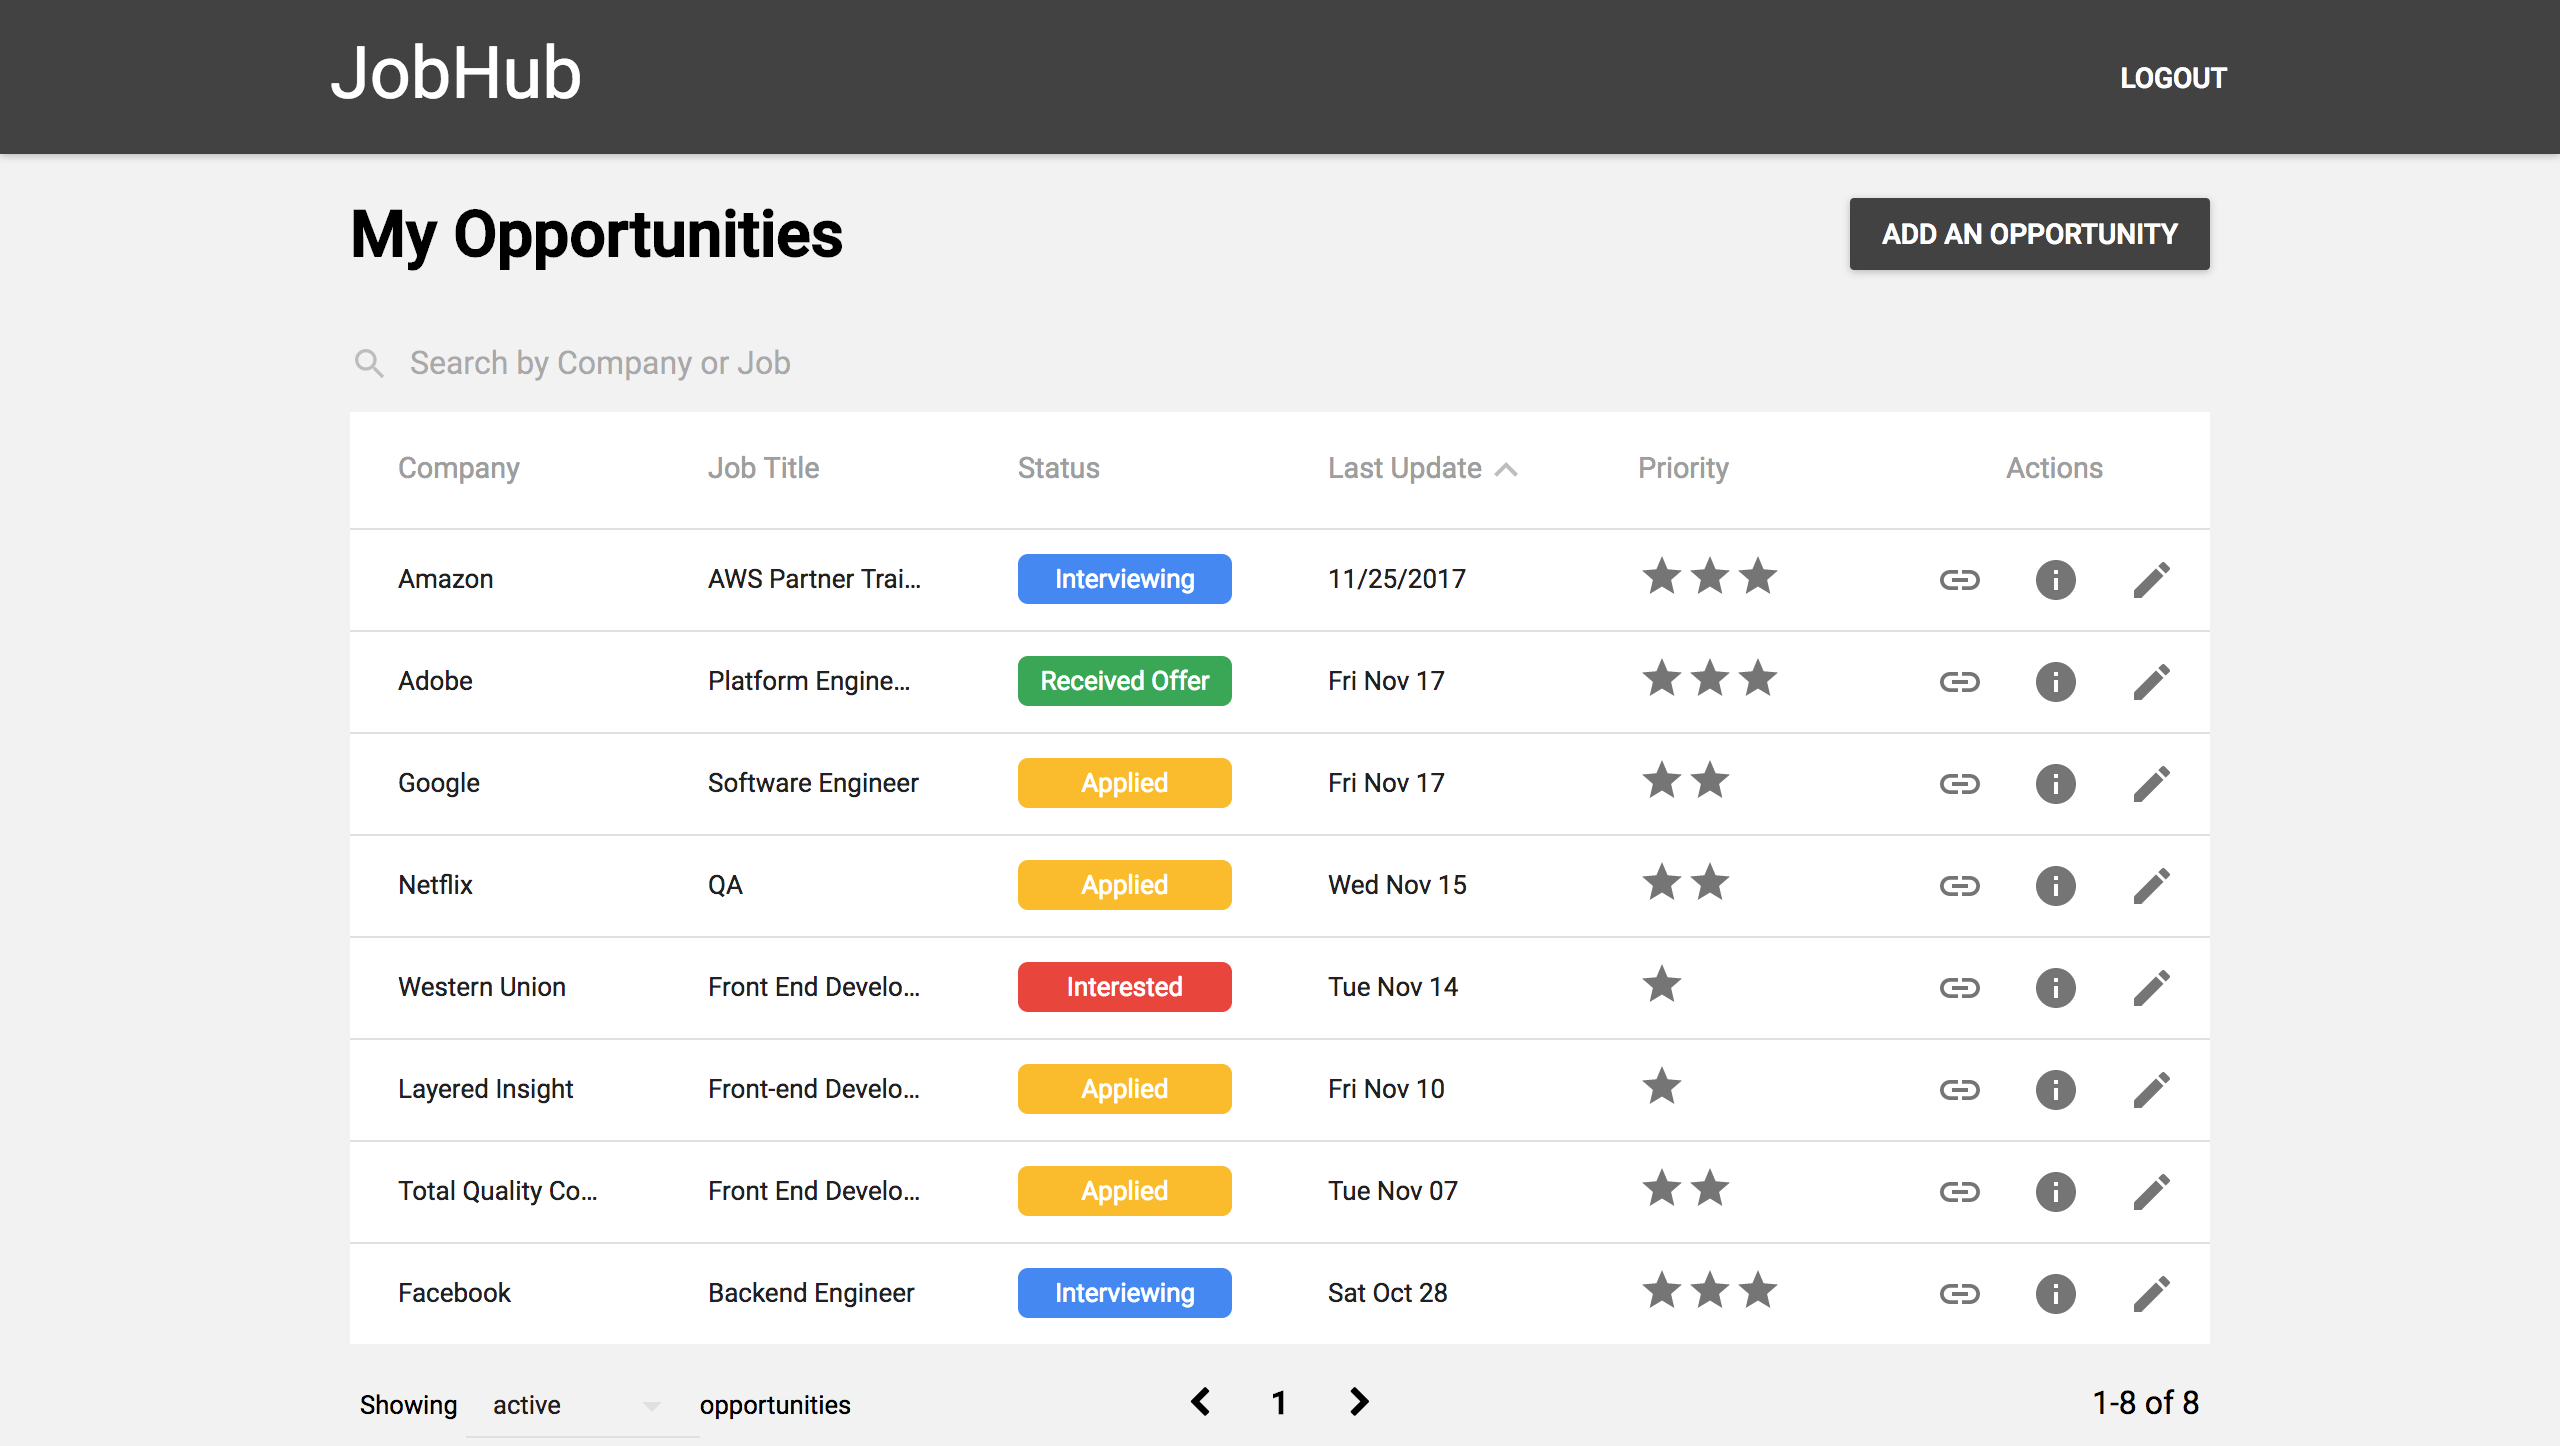 JobHub
LOGOUT
My Opportunities
ADD AN OPPORTUNITY
Search by Company or Job
Company Job Title Status Last Update Priority Actions
Amazon AWS Partner Trai... Interviewing 11/25/2017
Adobe Platform Engine... Received Offer Fri Nov 17
Google Software Engineer Applied Fri Nov 17
Netflix QA Applied Wed Nov 15
Western Union Front End Develo... Interested Tue Nov 14
Layered Insight Front-end Develo... Applied Fri Nov 10
Total Quality Co... Front End Develo... Applied Tue Nov 07
Facebook Backend Engineer Interviewing Sat Oct 28
Showing active opportunities 1 1-8 of 8